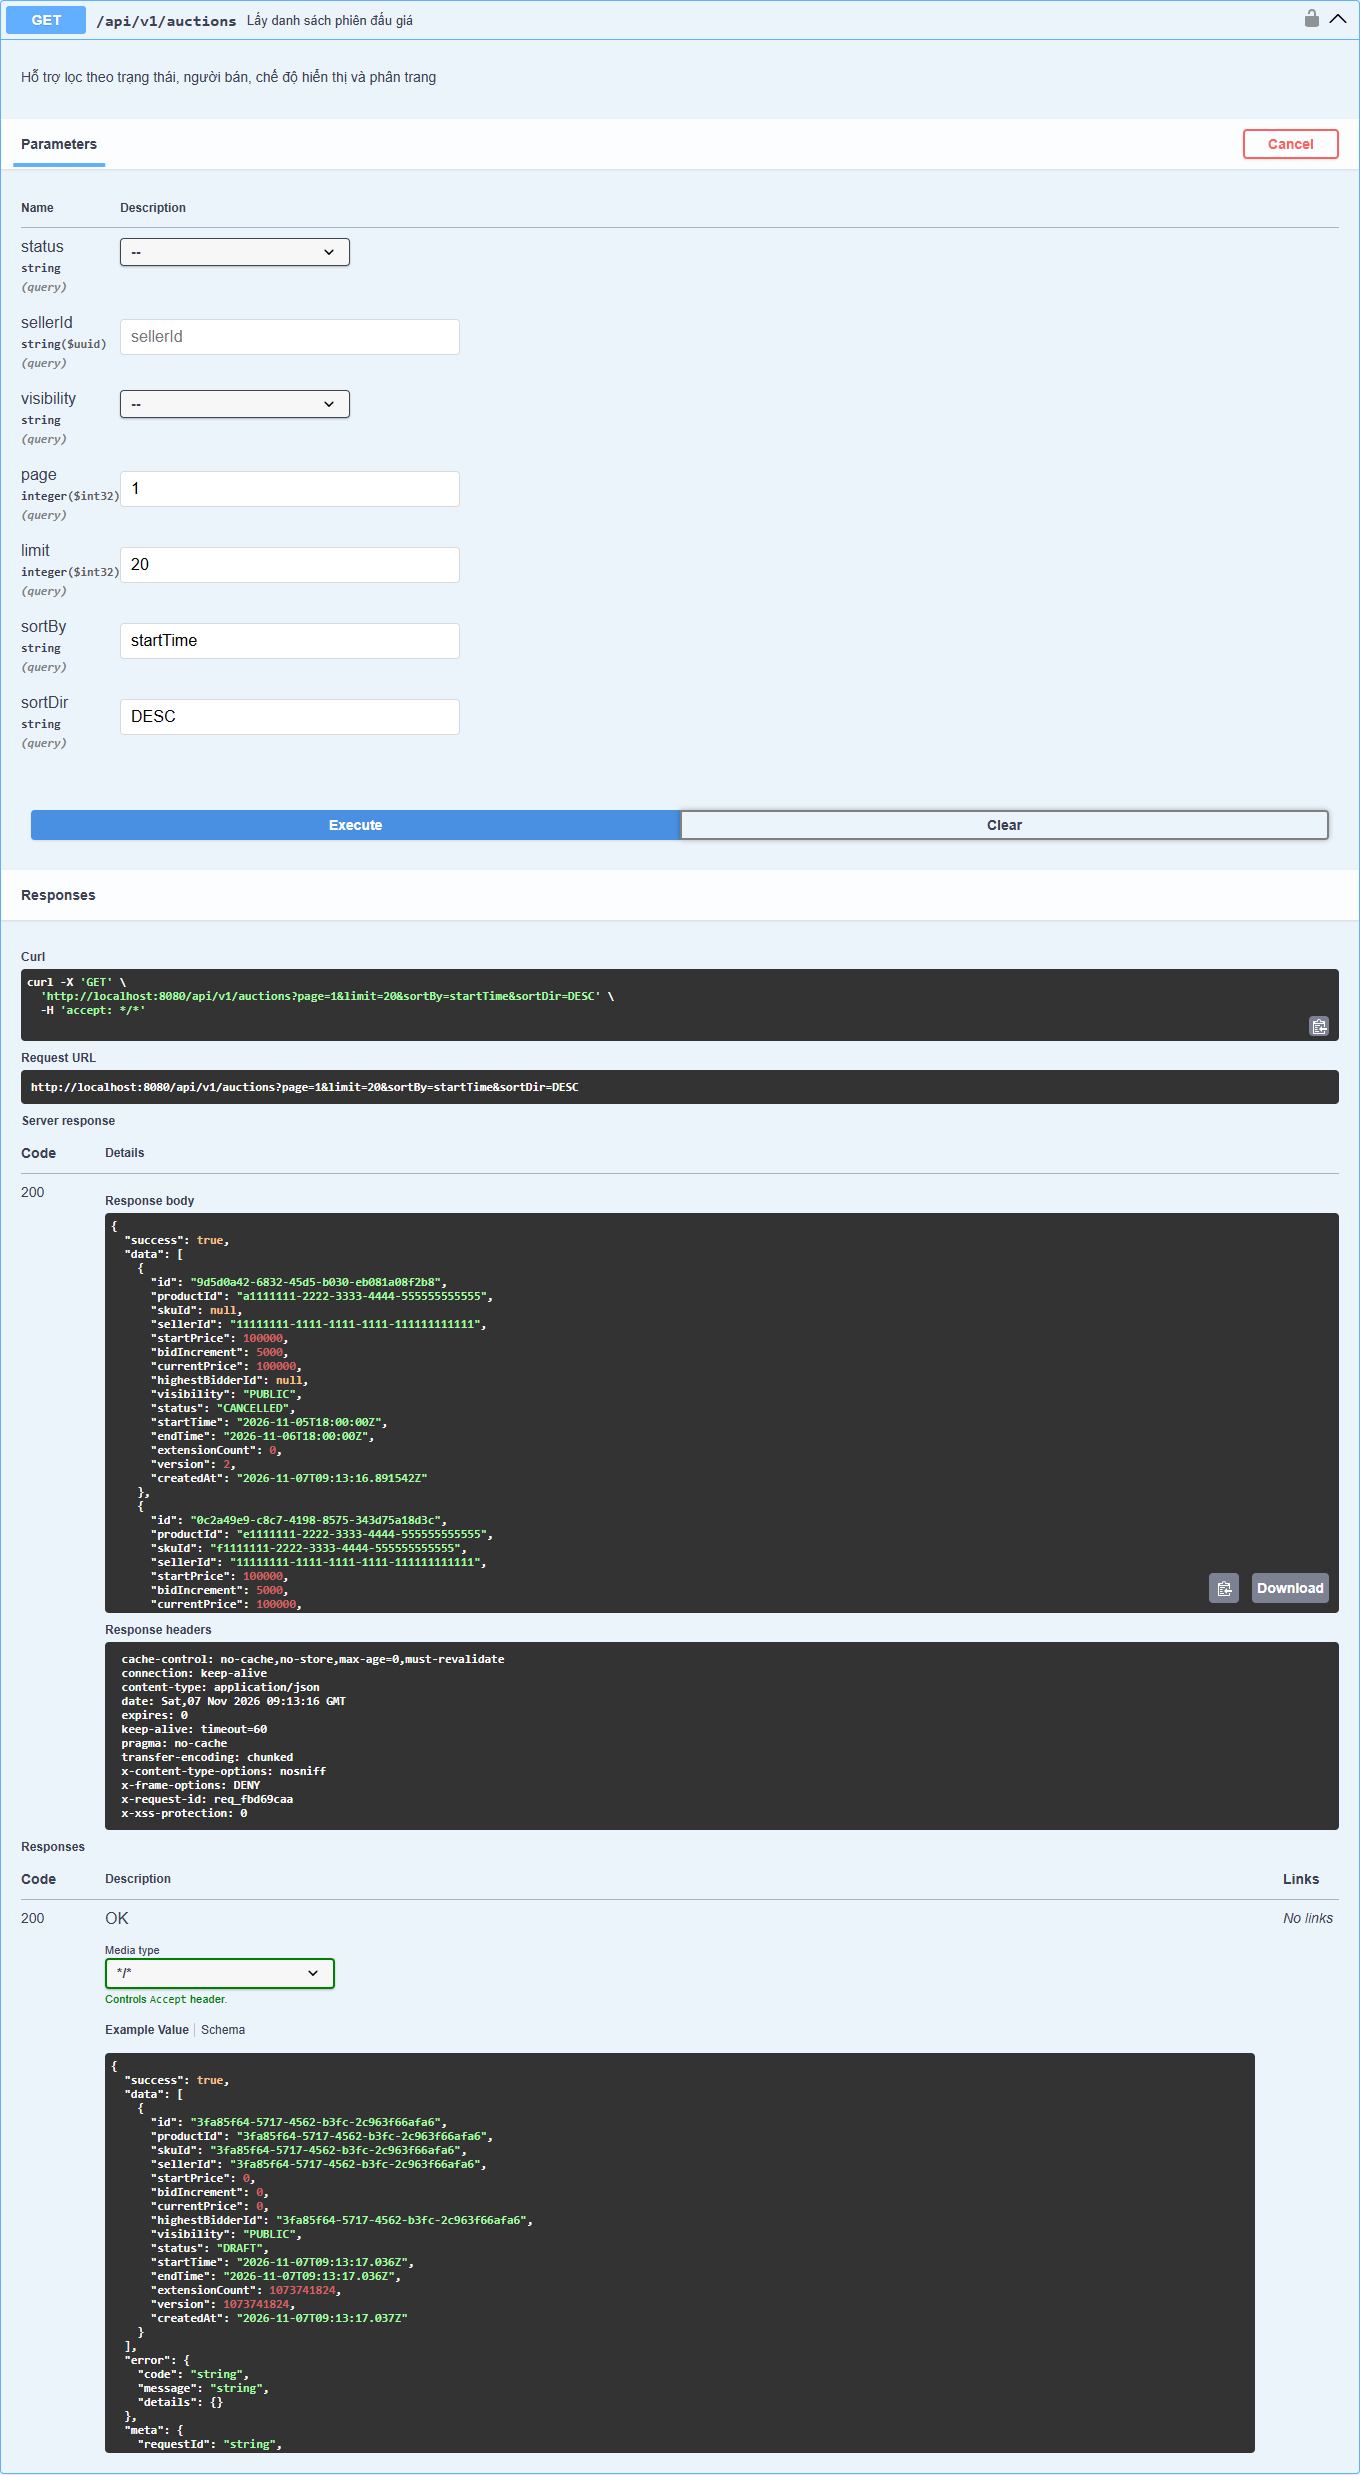 GET /api/v1/auctions Lấy danh sách phiên đấu giá
Hỗ trợ lọc theo trạng thái, người bán, chế độ hiển thị và phân trang
Parameters
Cancel
Name Description
status
string
(query)
--
sellerId
string($uuid)
(query)
sellerId
visibility
string
(query)
--
page
integer($int32)
(query)
1
limit
integer($int32)
(query)
20
sortBy
string
(query)
startTime
sortDir
string
(query)
DESC
Execute
Clear
Responses
Curl
curl -X 'GET' \
'http://localhost:8080/api/v1/auctions?page=1&limit=20&sortBy=startTime&sortDir=DESC' \
-H 'accept: */*'
Request URL
http://localhost:8080/api/v1/auctions?page=1&limit=20&sortBy=startTime&sortDir=DESC
Server response
Code Details
200
Response body
{
"success": true,
"data": [
{
"id": "9d5d0a42-6832-45d5-b030-eb081a08f2b8",
"productId": "a1111111-2222-3333-4444-555555555555",
"skuId": null,
"sellerId": "11111111-1111-1111-1111-111111111111",
"startPrice": 100000,
"bidIncrement": 5000,
"currentPrice": 100000,
"highestBidderId": null,
"visibility": "PUBLIC",
"status": "CANCELLED",
"startTime": "2026-11-05T18:00:00Z",
"endTime": "2026-11-06T18:00:00Z",
"extensionCount": 0,
"version": 2,
"createdAt": "2026-11-07T09:13:16.891542Z"
},
{
"id": "0c2a49e9-c8c7-4198-8575-343d75a18d3c",
"productId": "e1111111-2222-3333-4444-555555555555",
"skuId": "f1111111-2222-3333-4444-555555555555",
"sellerId": "11111111-1111-1111-1111-111111111111",
"startPrice": 100000,
"bidIncrement": 5000,
"currentPrice": 100000,
Download
Response headers
cache-control: no-cache,no-store,max-age=0,must-revalidate
connection: keep-alive
content-type: application/json
date: Sat,07 Nov 2026 09:13:16 GMT
expires: 0
keep-alive: timeout=60
pragma: no-cache
transfer-encoding: chunked
x-content-type-options: nosniff
x-frame-options: DENY
x-request-id: req_fbd69caa
x-xss-protection: 0
Responses
Code Description Links
200 OK No links
Media type
*/*
Controls Accept header.
Example Value Schema
{
"success": true,
"data": [
{
"id": "3fa85f64-5717-4562-b3fc-2c963f66afa6",
"productId": "3fa85f64-5717-4562-b3fc-2c963f66afa6",
"skuId": "3fa85f64-5717-4562-b3fc-2c963f66afa6",
"sellerId": "3fa85f64-5717-4562-b3fc-2c963f66afa6",
"startPrice": 0,
"bidIncrement": 0,
"currentPrice": 0,
"highestBidderId": "3fa85f64-5717-4562-b3fc-2c963f66afa6",
"visibility": "PUBLIC",
"status": "DRAFT",
"startTime": "2026-11-07T09:13:17.036Z",
"endTime": "2026-11-07T09:13:17.036Z",
"extensionCount": 1073741824,
"version": 1073741824,
"createdAt": "2026-11-07T09:13:17.037Z"
}
],
"error": {
"code": "string",
"message": "string",
"details": {}
},
"meta": {
"requestId": "string",